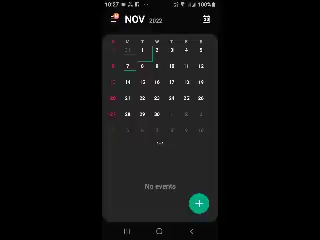 10:27 100%
NOV 2022
S M T W T F S
30 31 1 2 3 4 5
6 7 8 9 10 11 12
13 14 15 16 17 18 19
20 21 22 23 24 25 26
27 28 29 30 1 2 3
4 5 6 7 8 9 10
No events